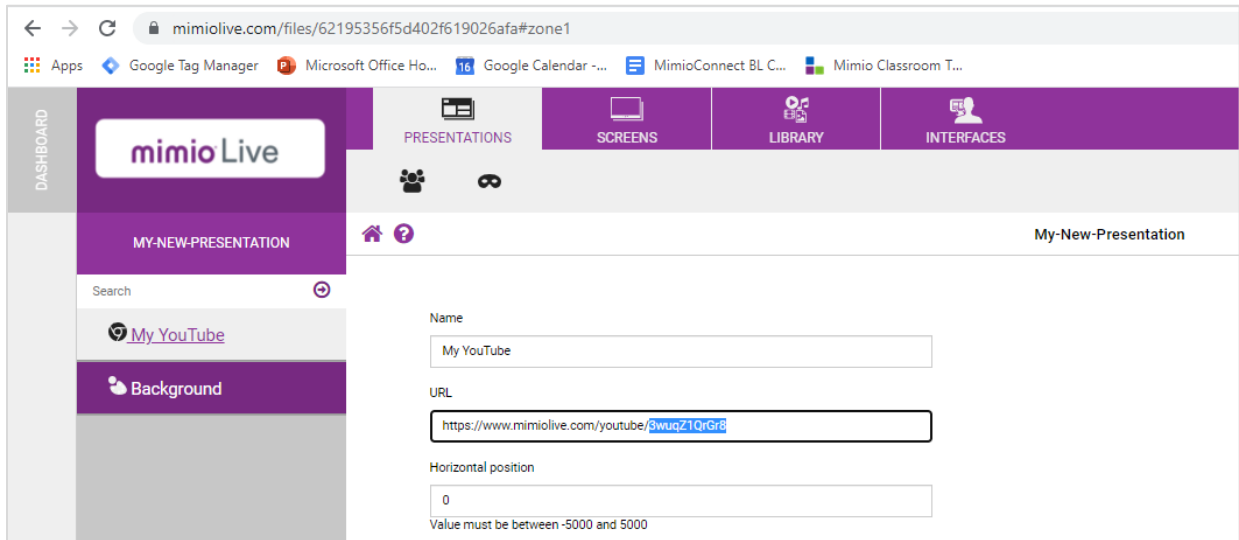 mimiolive.com/files/62195356f5d402f619026afa#zone1
Apps Google Tag Manager Microsoft Office Ho... 16 Google Calendar -... MimioConnect BL C... Mimio Classroom T...
DASHBOARD
mimio Live
PRESENTATIONS SCREENS LIBRARY INTERFACES
MY-NEW-PRESENTATION
My-New-Presentation
Search
My YouTube
Background
Name
My YouTube
URL
https://www.mimiolive.com/youtube/3wuqZ1QrGr8
Horizontal position
0
Value must be between -5000 and 5000